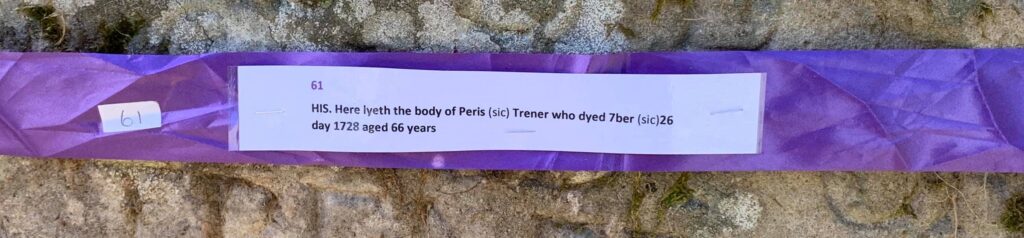 61
61
HIS. Here lyeth the body of Peris (sic) Trener who dyed 7ber (sic)26
day 1728 aged 66 years